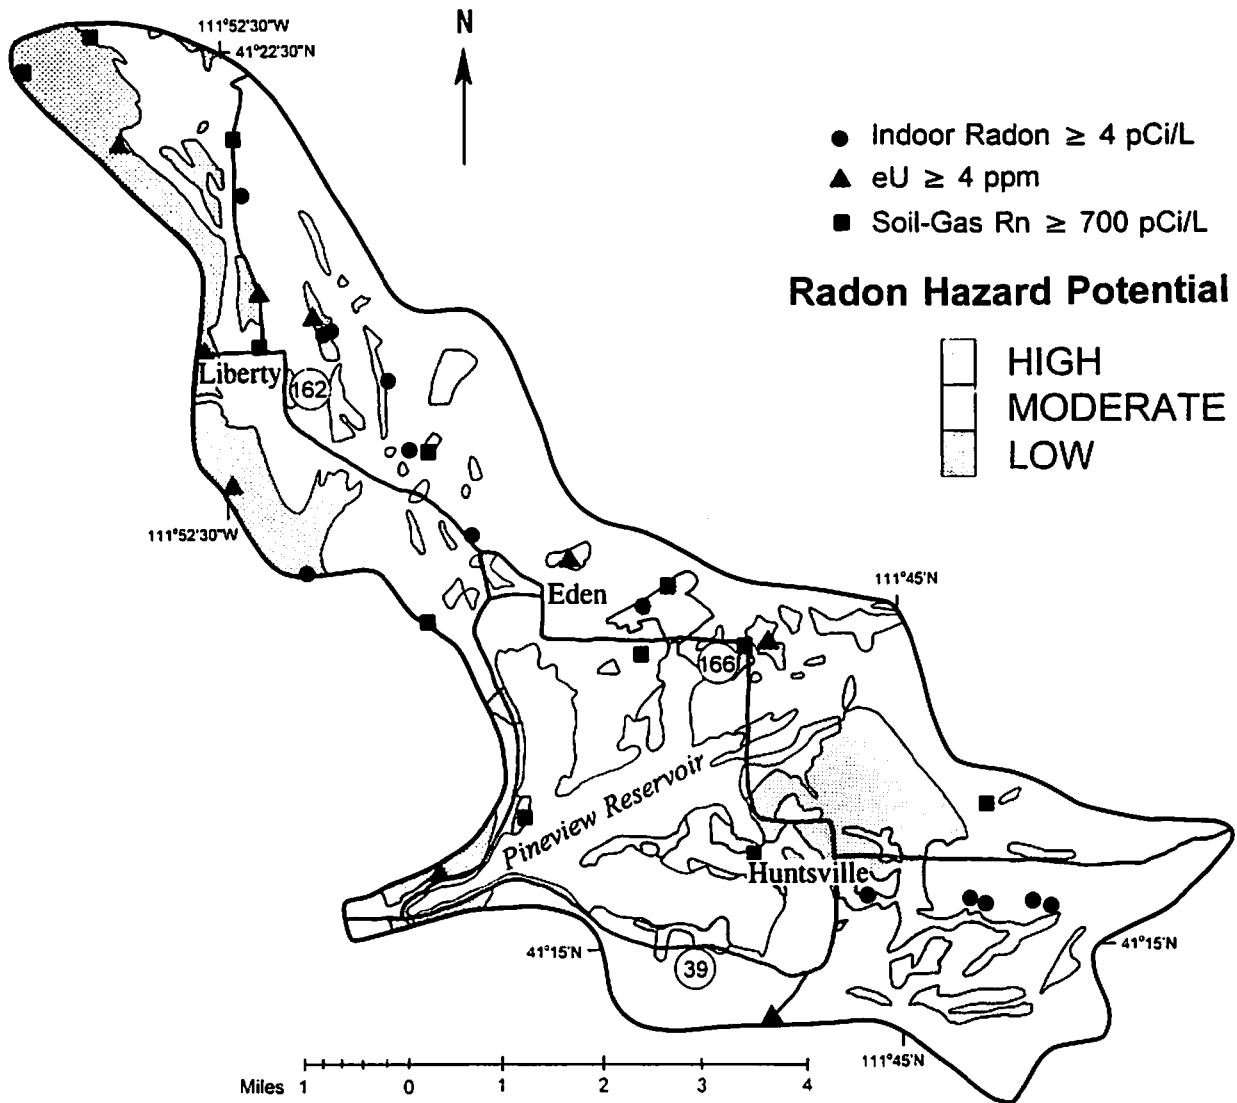 111°52'30"W
41°22'30"N
N
Indoor Radon ≥ 4 pCi/L
eU ≥ 4 ppm
Soil-Gas Rn ≥ 700 pCi/L
Radon Hazard Potential
HIGH
MODERATE
LOW
Liberty
162
111°52'30"W
Eden
111°45'N
166
Pineview Reservoir
Huntsville
41°15'N
39
41°15'N
111°45'N
Miles 1 0 1 2 3 4